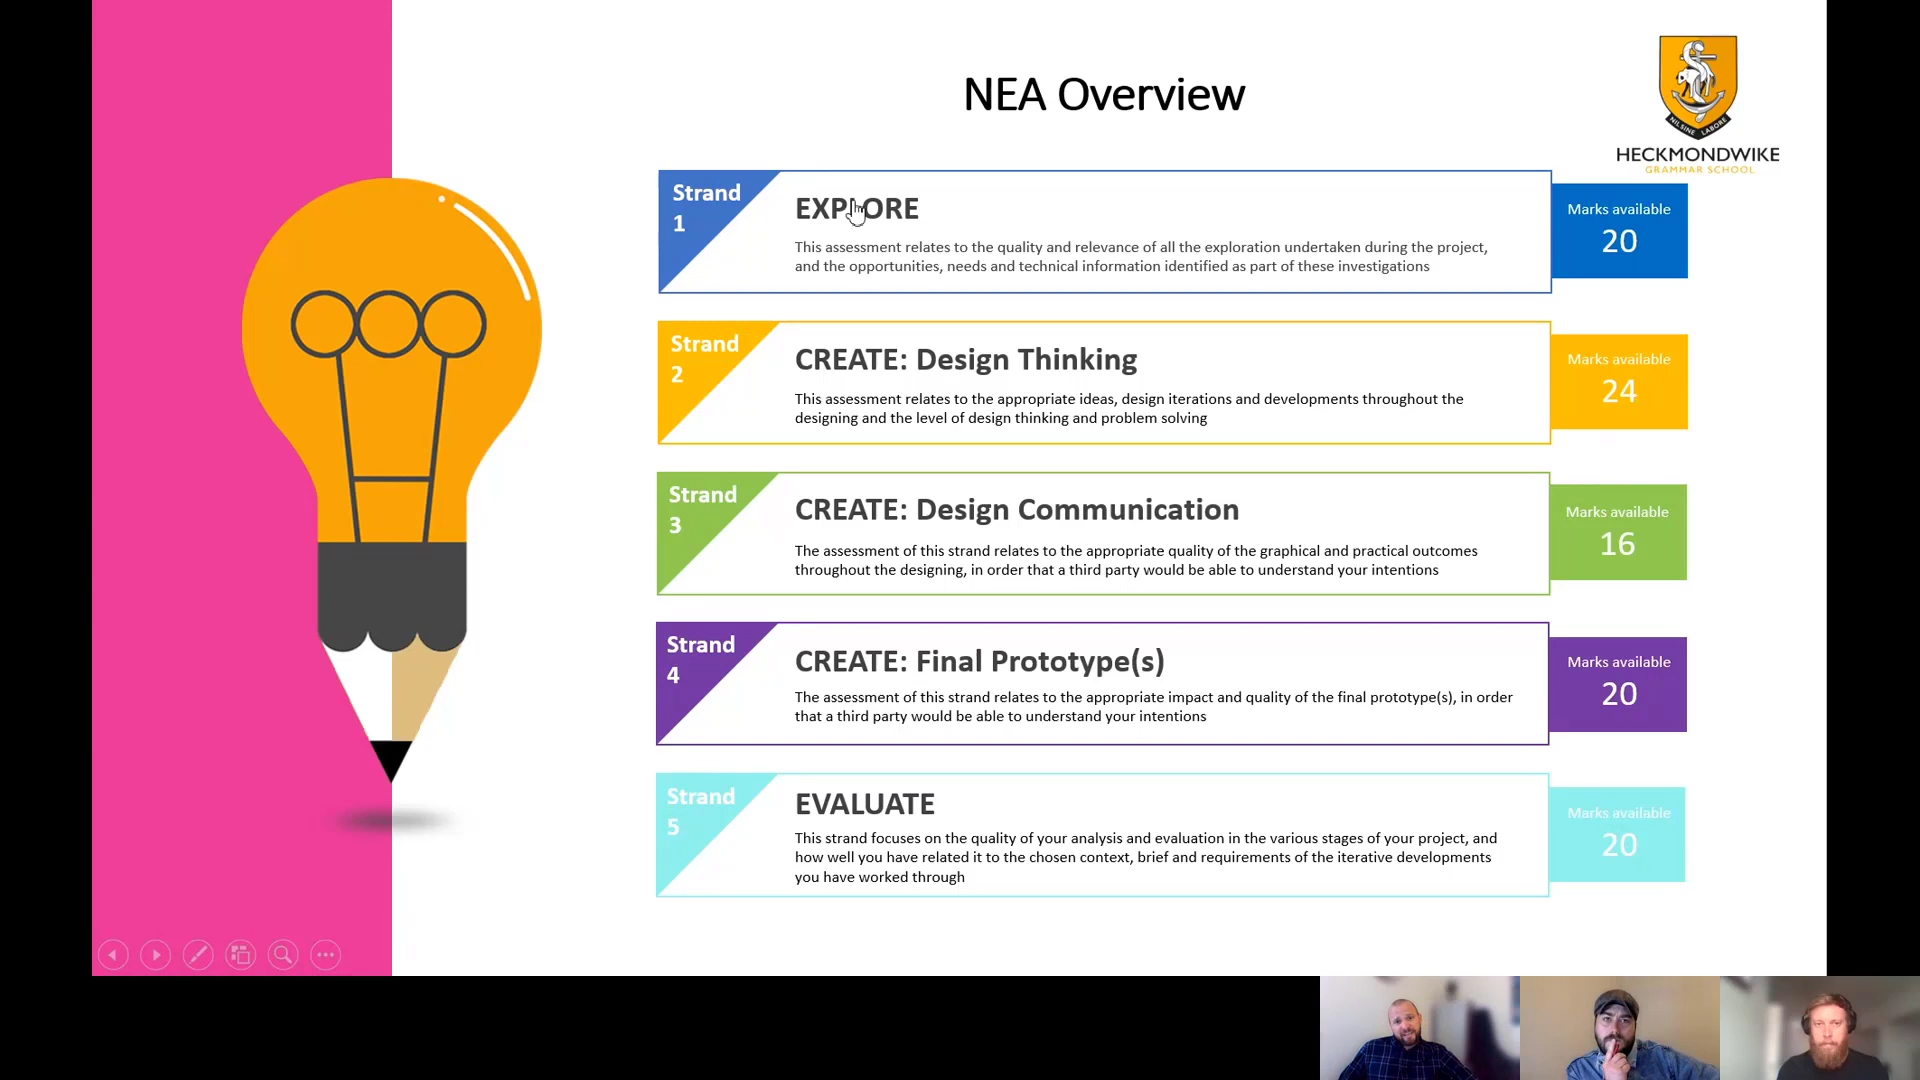 NEA Overview
NIL SINE LABORE
HECKMONDWIKE
GRAMMAR SCHOOL
Strand
1
EXPLORE
This assessment relates to the quality and relevance of all the exploration undertaken during the project,
and the opportunities, needs and technical information identified as part of these investigations
Marks available
20
Strand
2
CREATE: Design Thinking
This assessment relates to the appropriate ideas, design iterations and developments throughout the
designing and the level of design thinking and problem solving
Marks available
24
Strand
3
CREATE: Design Communication
The assessment of this strand relates to the appropriate quality of the graphical and practical outcomes
throughout the designing, in order that a third party would be able to understand your intentions
Marks available
16
Strand
4
CREATE: Final Prototype(s)
The assessment of this strand relates to the appropriate impact and quality of the final prototype(s), in order
that a third party would be able to understand your intentions
Marks available
20
Strand
5
EVALUATE
This strand focuses on the quality of your analysis and evaluation in the various stages of your project, and
how well you have related it to the chosen context, brief and requirements of the iterative developments
you have worked through
Marks available
20